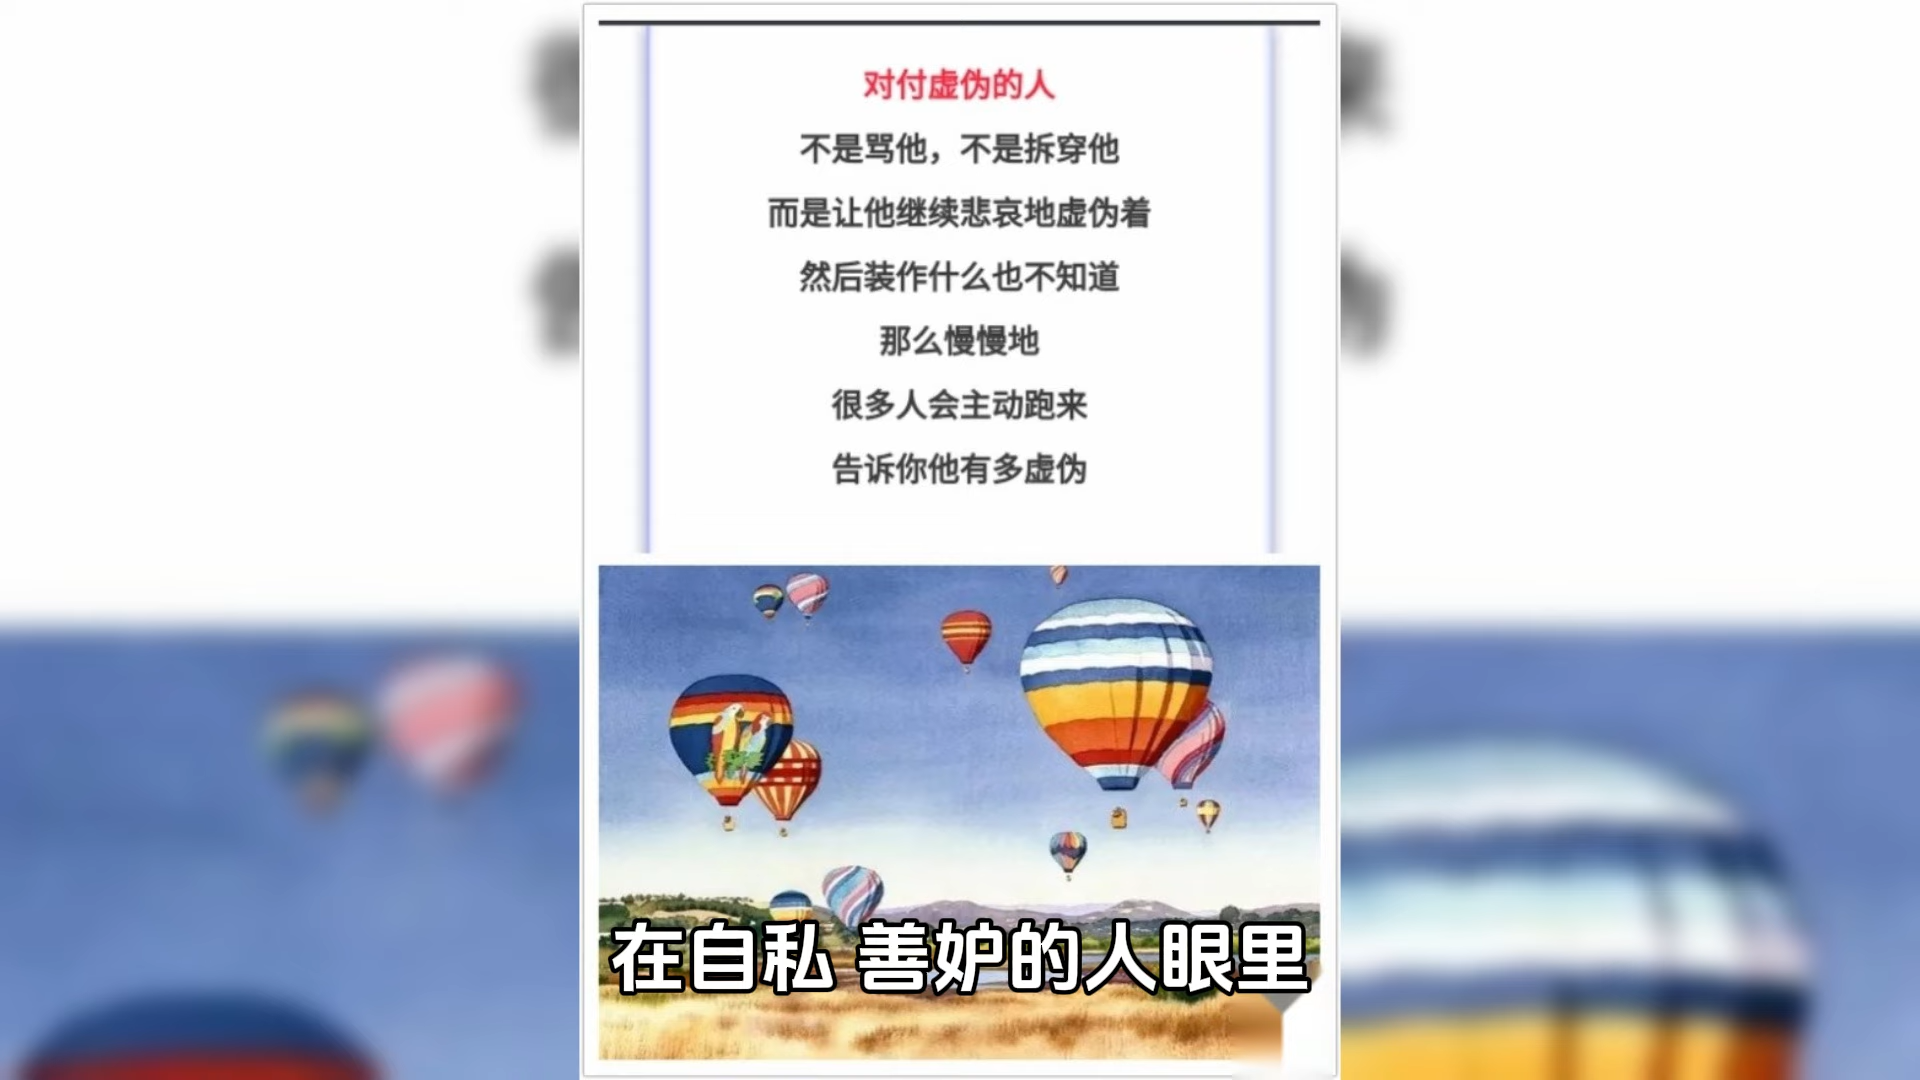 对付虚伪的人
不是骂他，不是拆穿他
而是让他继续悲哀地虚伪着
然后装作什么也不知道
那么慢慢地
很多人会主动跑来
告诉你他有多虚伪
在自私 善妒的人眼里